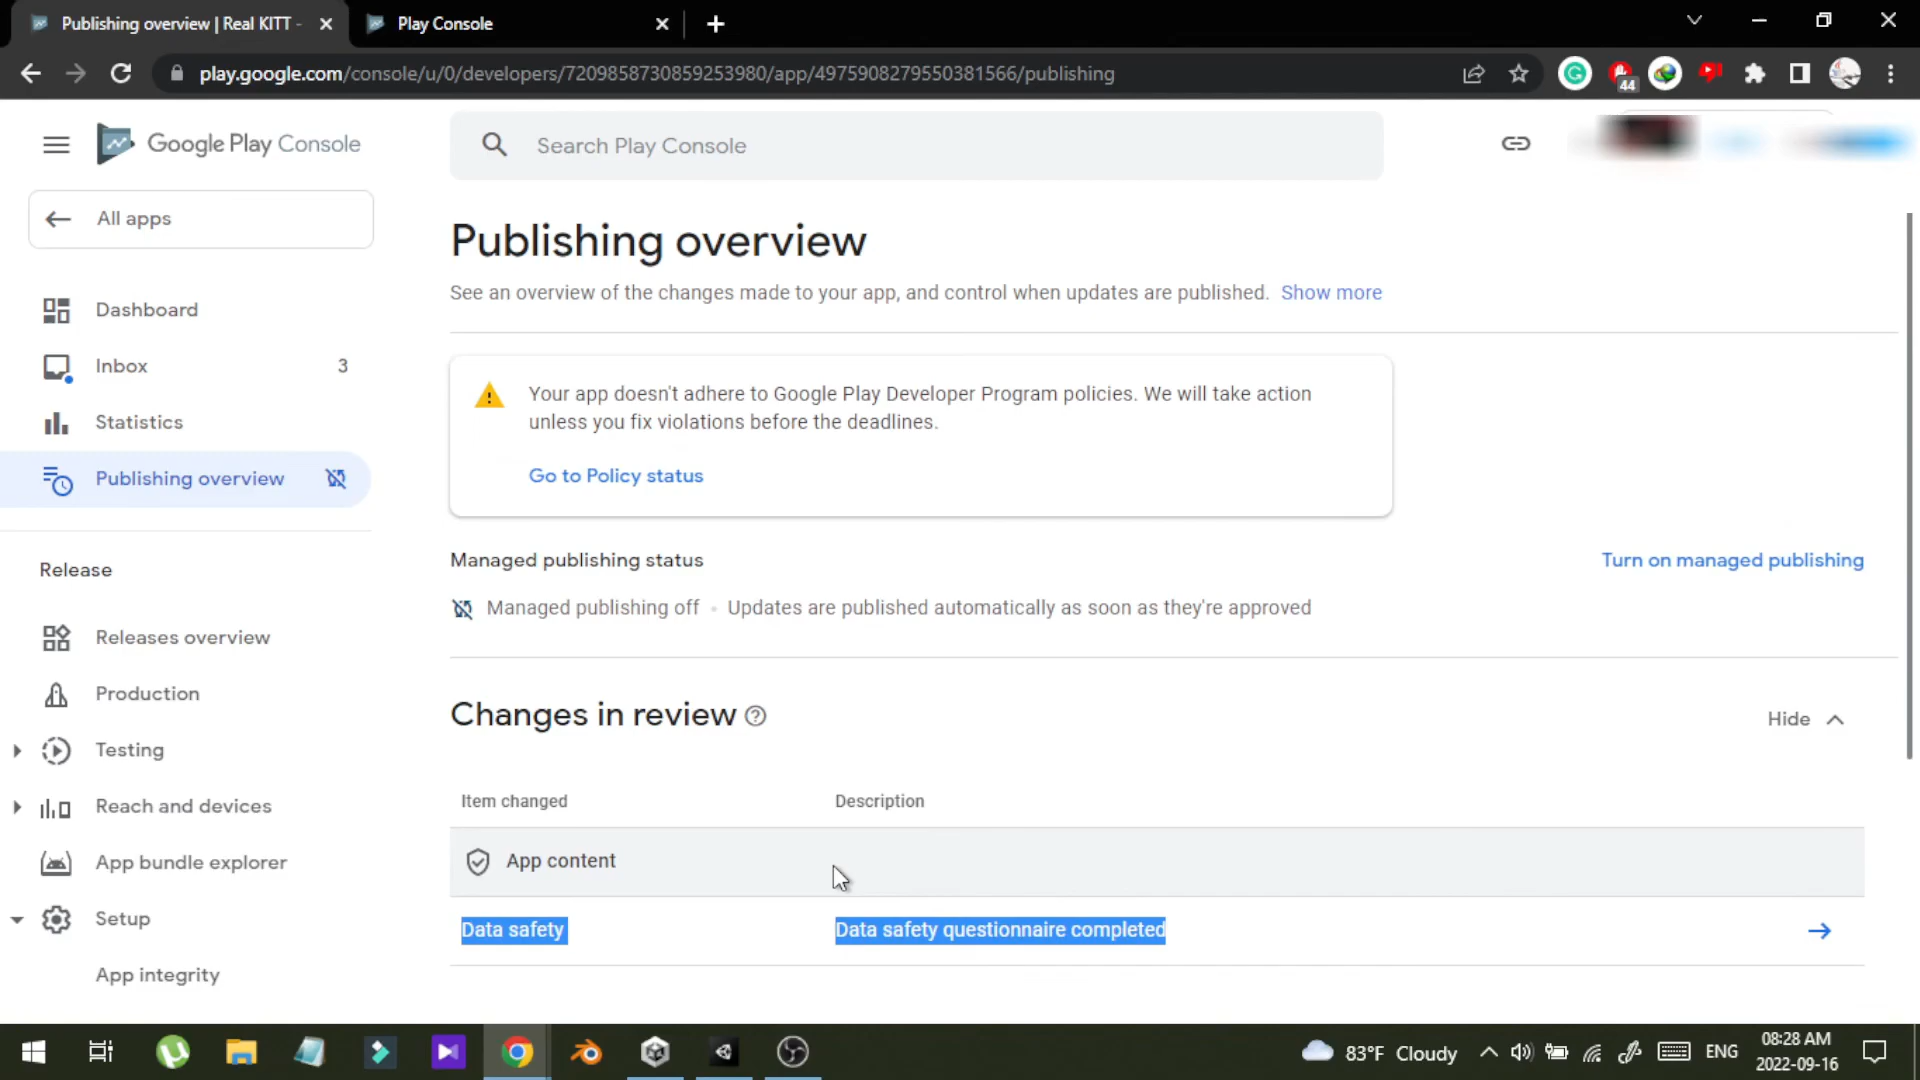 Publishing overview | Real KITT -
Play Console
play.google.com/console/u/0/developers/7209858730859253980/app/4975908279550381566/publishing
44
Google Play Console
Search Play Console
All apps
Dashboard
Inbox 3
Statistics
Publishing overview
Release
Releases overview
Production
Testing
Reach and devices
App bundle explorer
Setup
App integrity
Publishing overview
See an overview of the changes made to your app, and control when updates are published. Show more
Your app doesn't adhere to Google Play Developer Program policies. We will take action
unless you fix violations before the deadlines.
Go to Policy status
Managed publishing status
Turn on managed publishing
Managed publishing off • Updates are published automatically as soon as they're approved
Changes in review
Hide
Item changed Description
App content
Data safety Data safety questionnaire completed
83°F Cloudy
ENG
08:28 AM
2022-09-16